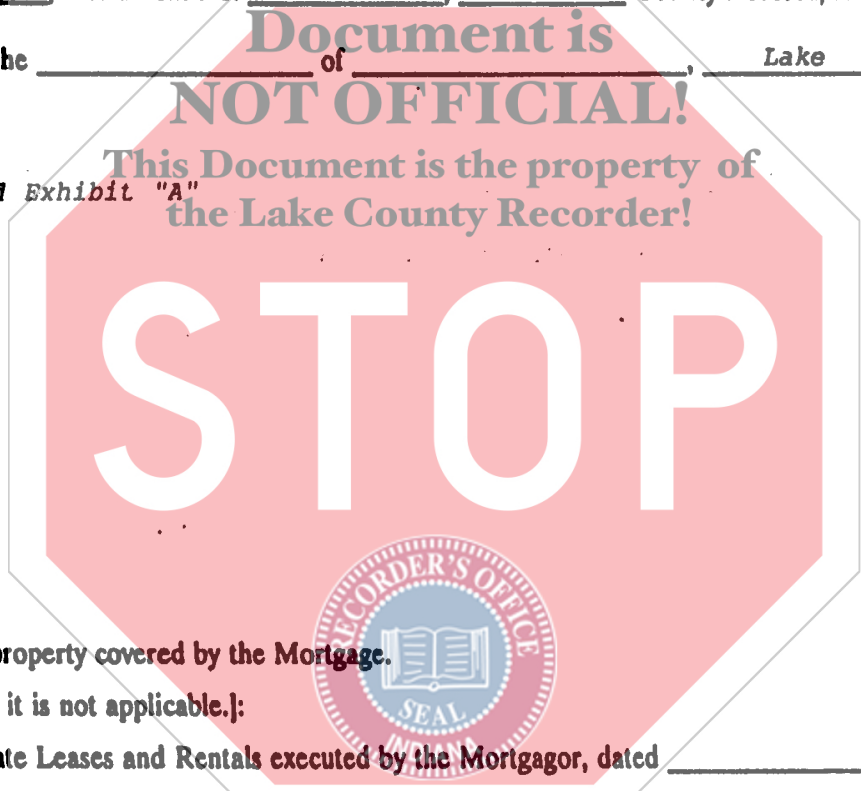 Document is
he of , Lake
NOT OFFICIAL!
This Document is the property of
Exhibit "A"
the Lake County Recorder!
STOP
RECORDER'S OFFICE
property covered by the Mortgage.
it is not applicable.]:
SEAL
INDIANA
te Leases and Rentals executed by the Mortgagor, dated